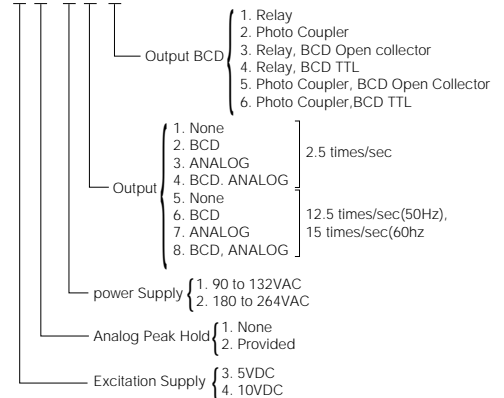 1. Relay
2. Photo Coupler
Output BCD
3. Relay, BCD Open collector
4. Relay, BCD TTL
5. Photo Coupler, BCD Open Collector
6. Photo Coupler,BCD TTL
1. None
2. BCD
2.5 times/sec
3. ANALOG
4. BCD. ANALOG
Output
5. None
6. BCD
12.5 times/sec(50Hz),
7. ANALOG
15 times/sec(60hz
8. BCD, ANALOG
power Supply
1. 90 to 132VAC
2. 180 to 264VAC
Analog Peak Hold
1. None
2. Provided
Excitation Supply
3. 5VDC
4. 10VDC